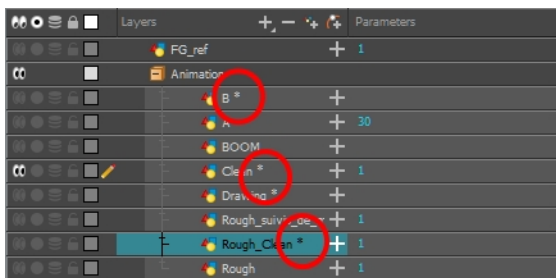 Layers Parameters
FG_ref 1
Animation
B *
A 30
BOOM
Clean * 1
Drawing *
Rough_suivi_de_ 1
Rough_Clean * 1
Rough 1